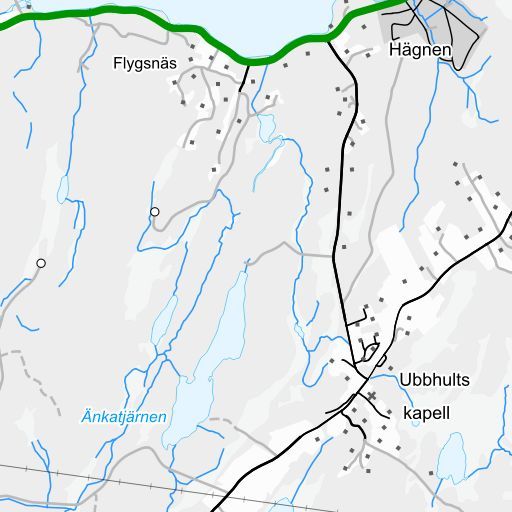 Hägnen
Flygsnäs
Ubbhults
kapell
Änkatjärnen